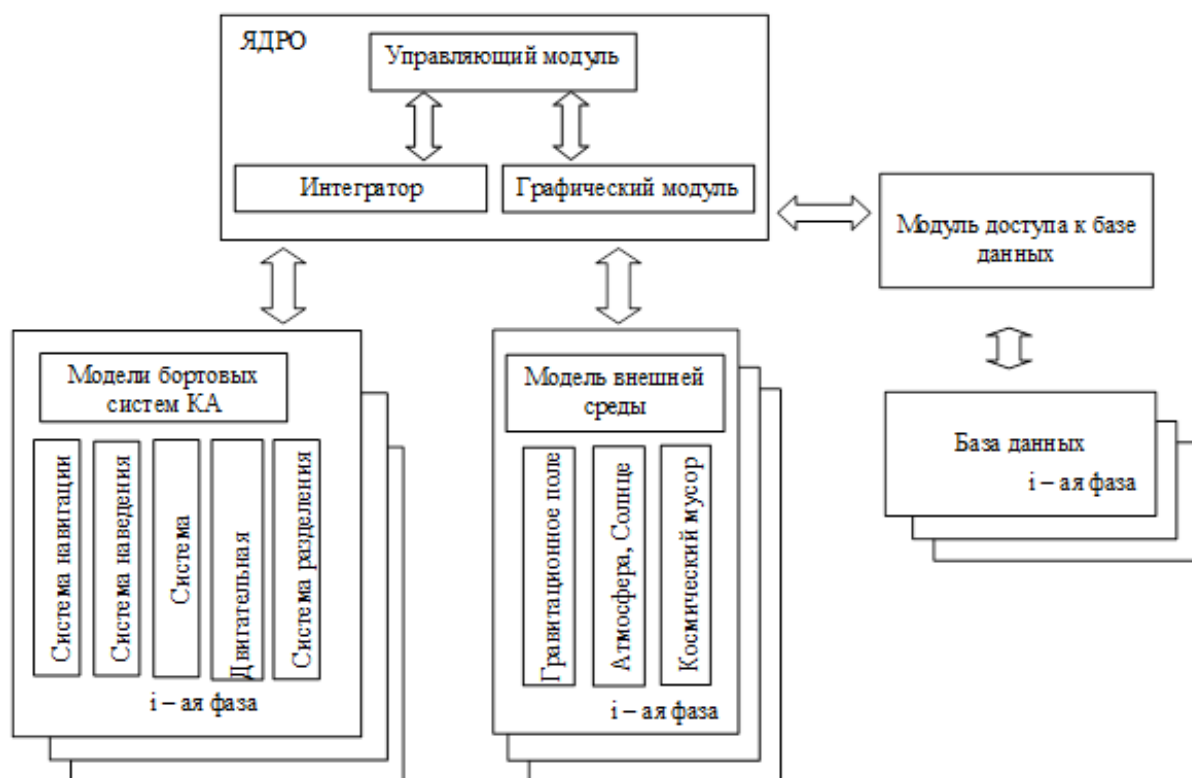 ЯДРО
Управляющий модуль
Интегратор
Графический модуль
Модуль доступа к базе
данных
Модели бортовых
систем КА
Система навигации
Система наведения
Система
Двигательная
Система разделения
i – ая фаза
Модель внешней
среды
Гравитационное поле
Атмосфера, Солнце
Космический мусор
i – ая фаза
База данных
i – ая фаза